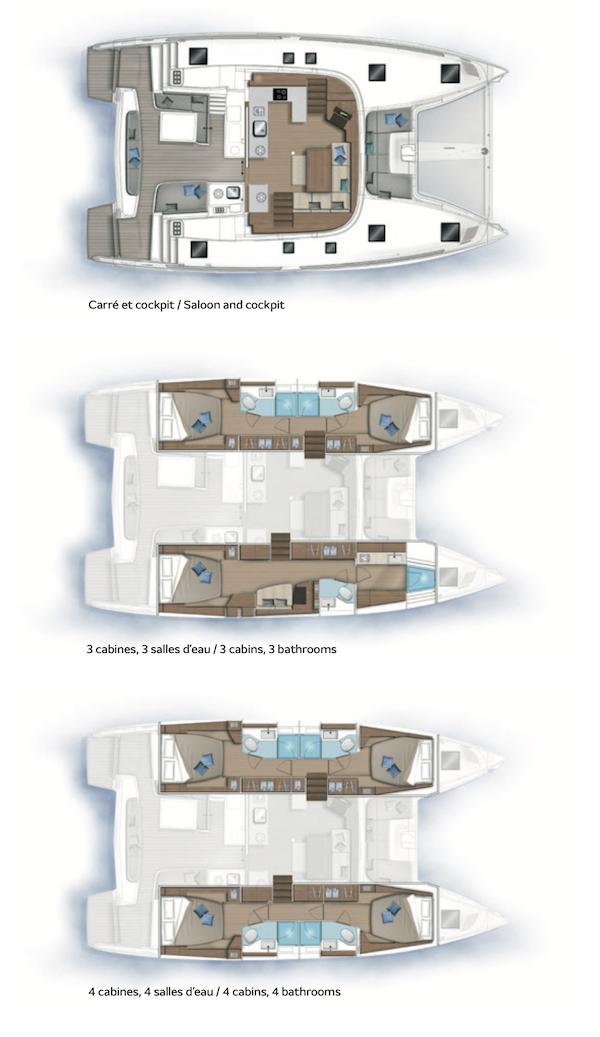 Carré et cockpit / Saloon and cockpit
3 cabines, 3 salles d'eau / 3 cabins, 3 bathrooms
4 cabines, 4 salles d'eau / 4 cabins, 4 bathrooms